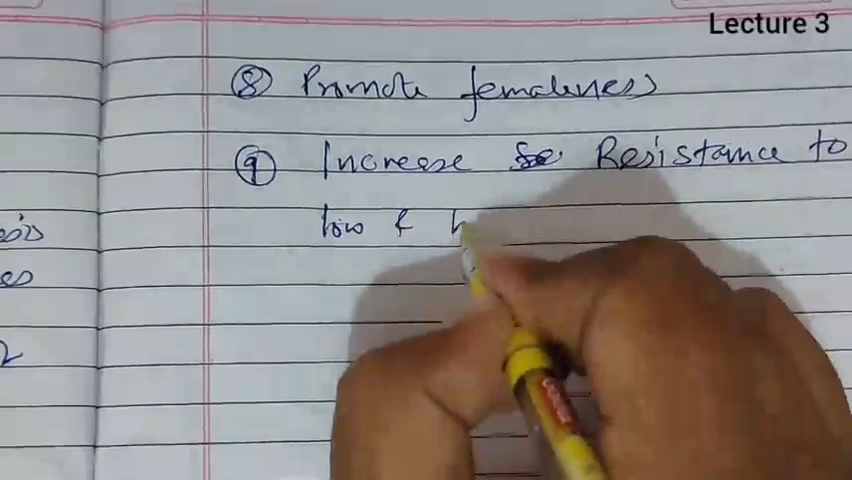 Lecture 3
⑧ Promote femaleness
⑨ Increase Resistance to
low & h